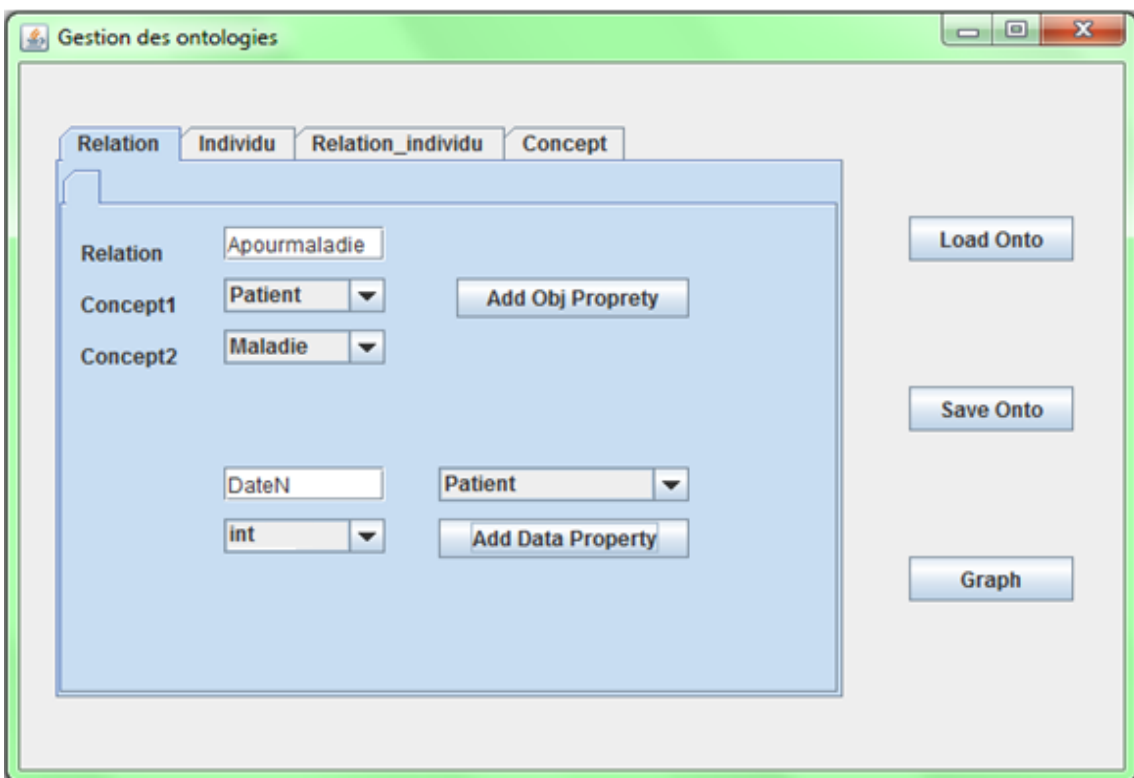 Gestion des ontologies
Relation Individu Relation_individu Concept
Relation Apourmaladie
Load Onto
Concept1 Patient Add Obj Proprety
Concept2 Maladie
Save Onto
DateN Patient
int Add Data Property
Graph